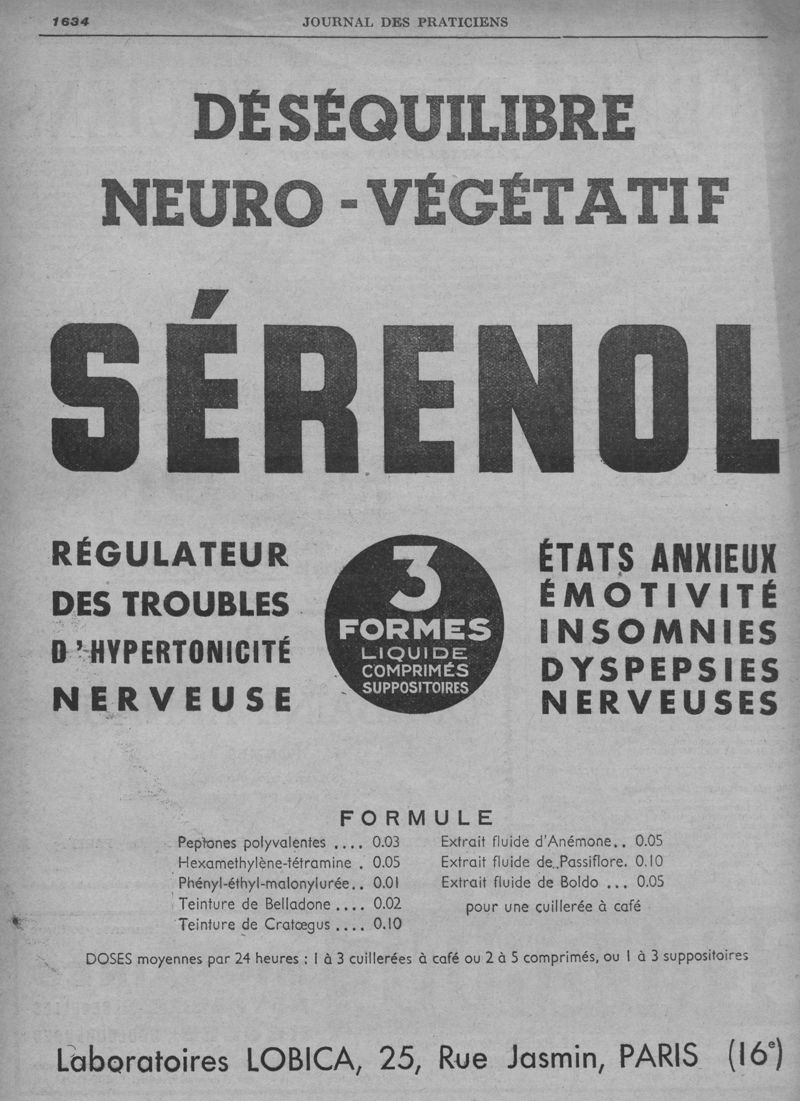 1634
JOURNAL DES PRATICIENS
DÉSÉQUILIBRE
NEURO - VÉGÉTATIF
SÉRENOL
RÉGULATEUR
DES TROUBLES
D'HYPERTONICITÉ
NERVEUSE
3
FORMES
LIQUIDE
COMPRIMÉS
SUPPOSITOIRES
ÉTATS ANXIEUX
ÉMOTIVITÉ
INSOMNIES
DYSPEPSIES
NERVEUSES
FORMULE
Peptones polyvalentes .... 0.03
Hexamethylène-tétramine . 0.05
Phényl-éthyl-malonylurée.. 0.01
Teinture de Belladone .... 0.02
Teinture de Cratœgus .... 0.10
Extrait fluide d'Anémone.. 0.05
Extrait fluide de..Passiflore. 0.10
Extrait fluide de Boldo ... 0.05
pour une cuillerée à café
DOSES moyennes par 24 heures : 1 à 3 cuillerées à café ou 2 à 5 comprimés, ou 1 à 3 suppositoires
Laboratoires LOBICA, 25, Rue Jasmin, PARIS (16e)